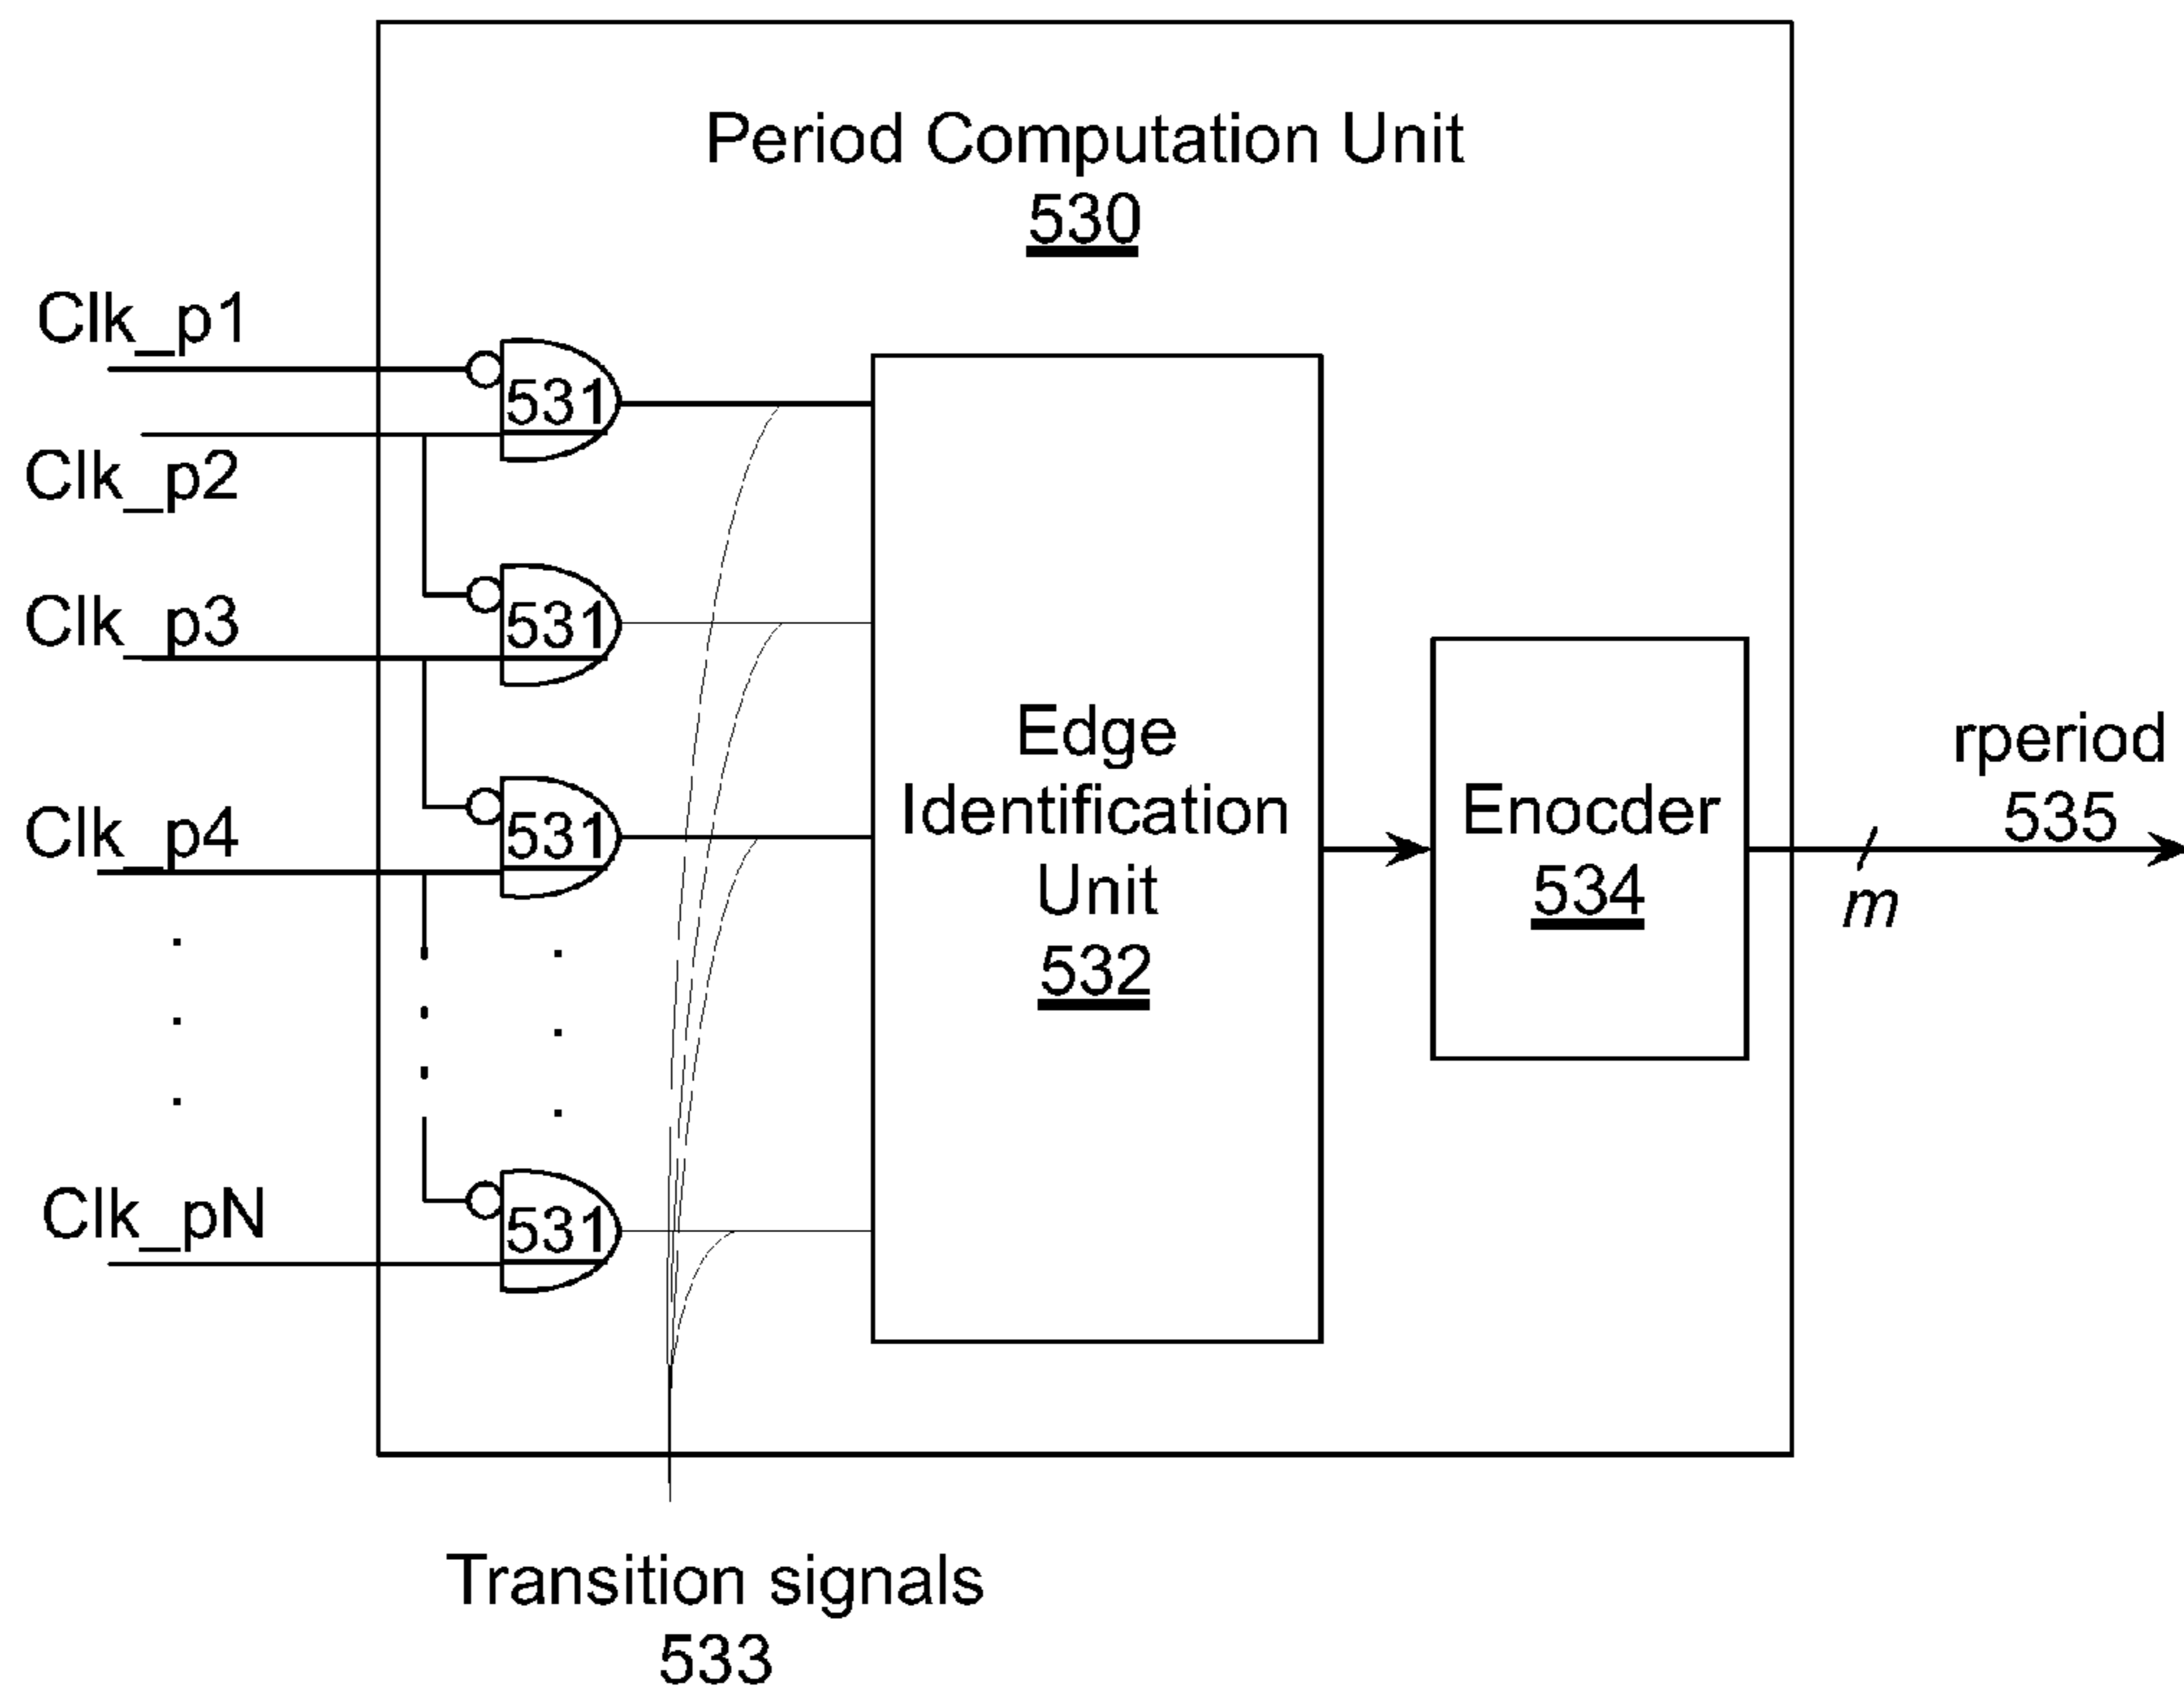 Period Computation Unit
530
Clk_p1
531
Clk_p2
Clk_p3
531
Clk_p4
531
Clk_pN
531
Edge
Identification
Unit
532
Enocder
534
rperiod
535
m
Transition signals
533